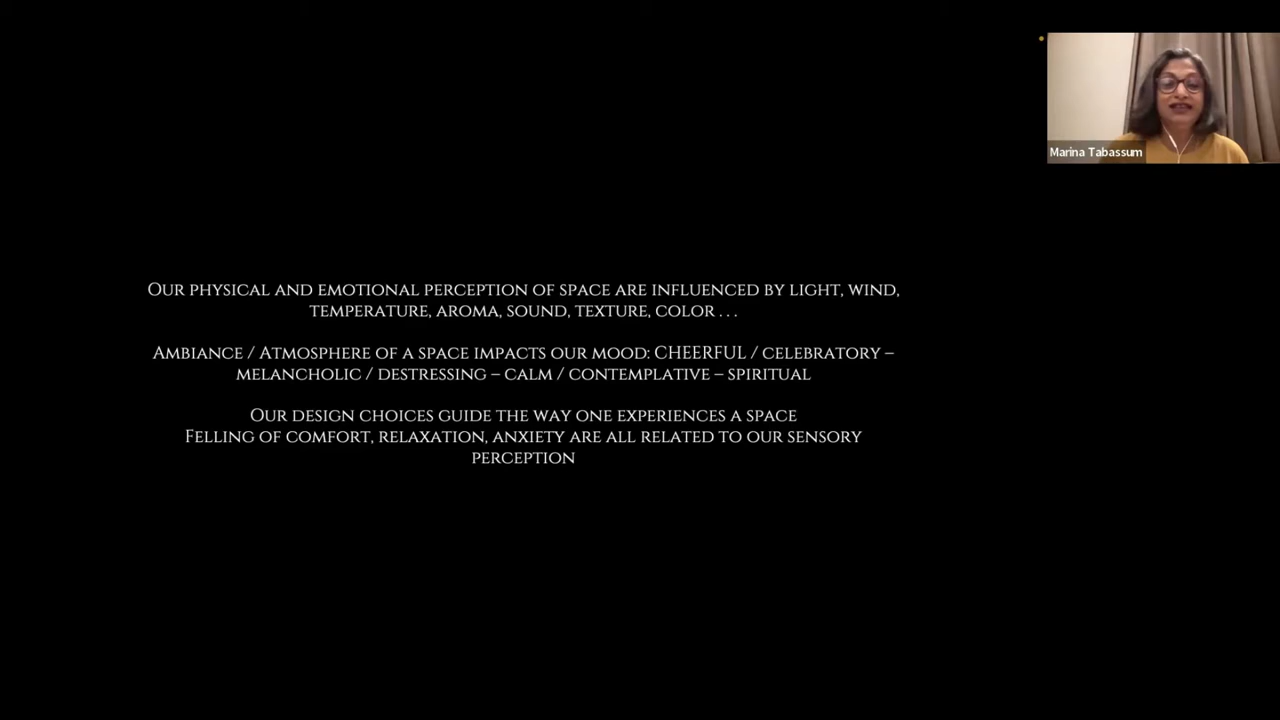 Marina Tabassum
Our physical and emotional perception of space are influenced by light, wind,
temperature, aroma, sound, texture, color . . .
Ambiance / Atmosphere of a space impacts our mood: CHEERFUL / celebratory –
melancholic / destressing – calm / contemplative – spiritual
Our design choices guide the way one experiences a space
Felling of comfort, relaxation, anxiety are all related to our sensory
perception